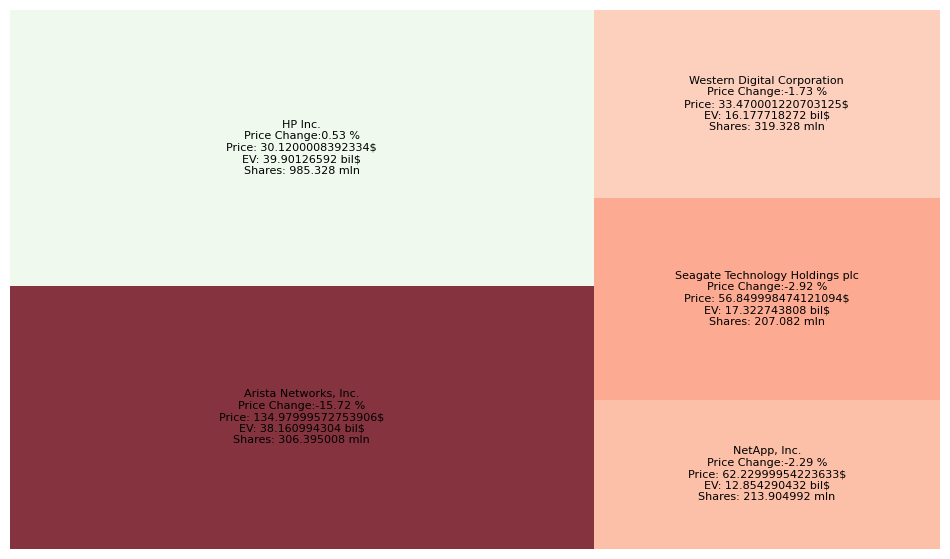 HP Inc.
Price Change:0.53 %
Price: 30.1200008392334$
EV: 39.90126592 bil$
Shares: 985.328 mln
Arista Networks, Inc.
Price Change:-15.72 %
Price: 134.97999572753906$
EV: 38.160994304 bil$
Shares: 306.395008 mln
Western Digital Corporation
Price Change:-1.73 %
Price: 33.470001220703125$
EV: 16.177718272 bil$
Shares: 319.328 mln
Seagate Technology Holdings plc
Price Change:-2.92 %
Price: 56.849998474121094$
EV: 17.322743808 bil$
Shares: 207.082 mln
NetApp, Inc.
Price Change:-2.29 %
Price: 62.22999954223633$
EV: 12.854290432 bil$
Shares: 213.904992 mln